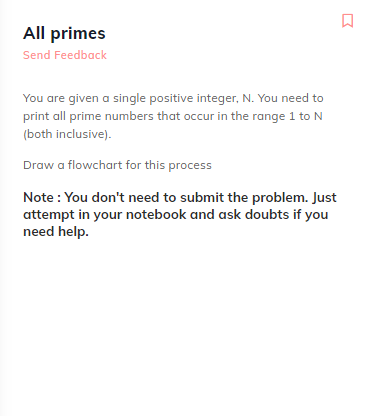 All primes
Send Feedback
You are given a single positive integer, N. You need to
print all prime numbers that occur in the range 1 to N
(both inclusive).
Draw a flowchart for this process
Note : You don't need to submit the problem. Just
attempt in your notebook and ask doubts if you
need help.